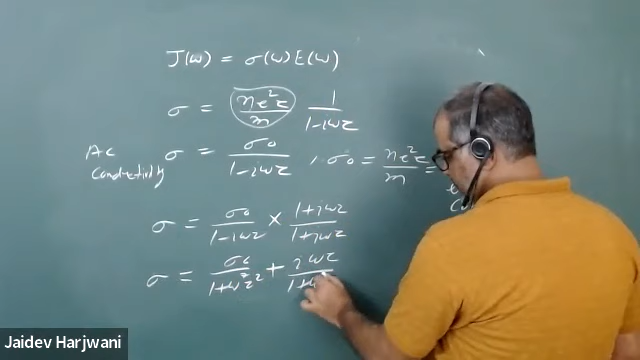 J(ω) = σ(ω)E(ω)
σ = ne²τ/m 1/1-iωτ
AC Conductivity σ = σ₀/1-iωτ , σ₀ = ne²τ/m =
σ = σ₀/1-iωτ × 1+iωτ/1+iωτ
σ = σ₀/1+ω²τ² + iωτ/1+ω
Jaidev Harjwani